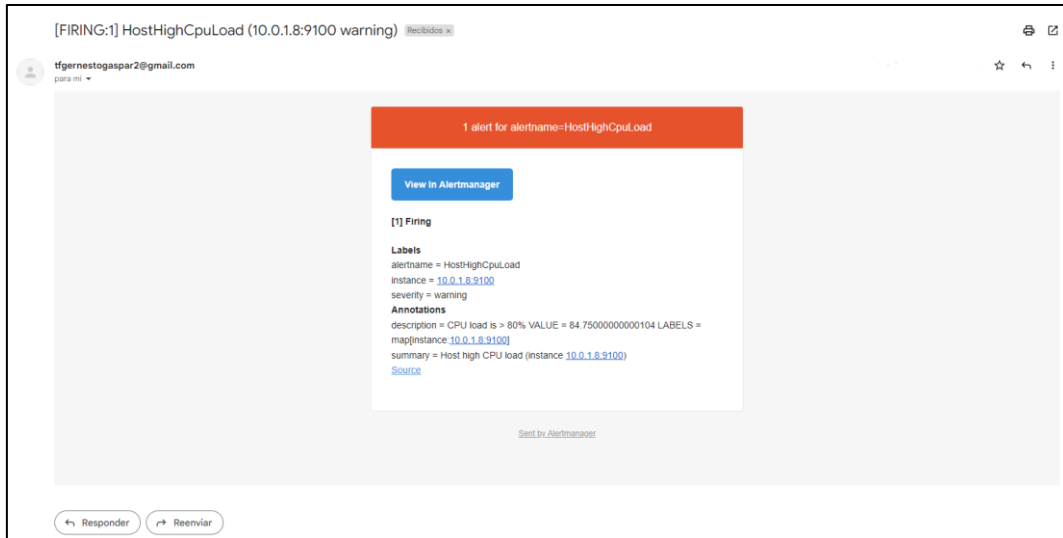 [FIRING:1] HostHighCpuLoad (10.0.1.8:9100 warning) Recibidos x
tfgernestogaspar2@gmail.com
para mi
1 alert for alertname=HostHighCpuLoad
View in Alertmanager
[1] Firing
Labels
alertname = HostHighCpuLoad
instance = 10.0.1.8:9100
severity = warning
Annotations
description = CPU load is > 80% VALUE = 84.75000000000104 LABELS =
map[instance:10.0.1.8:9100]
summary = Host high CPU load (instance 10.0.1.8:9100)
Source
Sent by Alertmanager
Responder
Reenviar